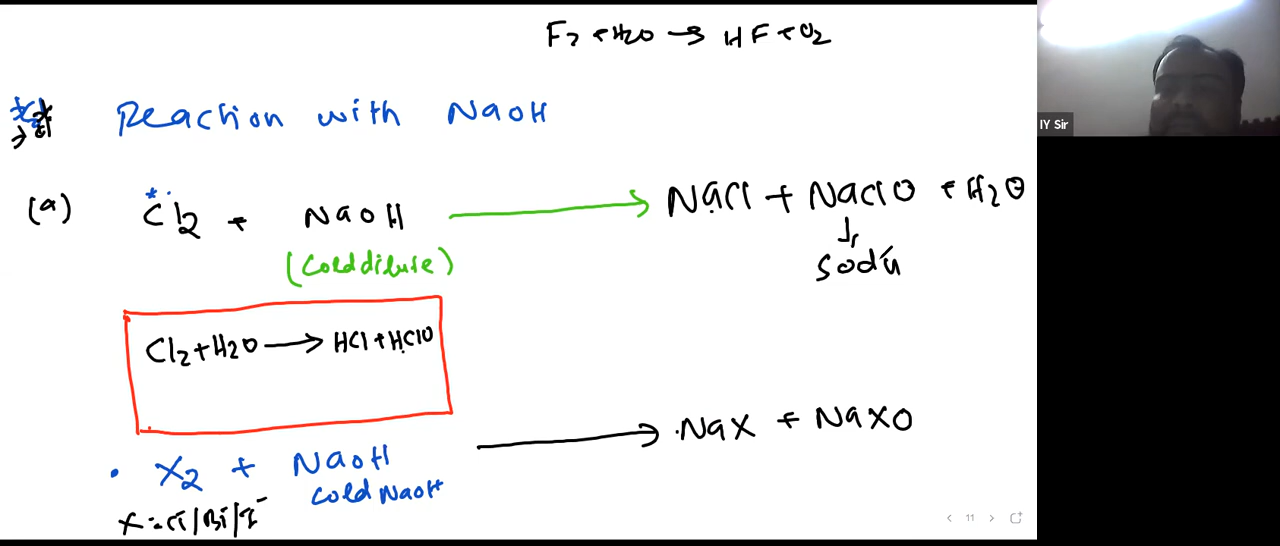 F2 + H2O → HF + O2
Reaction with NaOH
(a) Cl2 + NaOH → NaCl + NaClO + H2O
(Cold dilute)
Sodiu
Cl2 + H2O → HCl + HClO
X2 + NaOH → NaX + NaXO
Cold NaOH
IY Sir
11